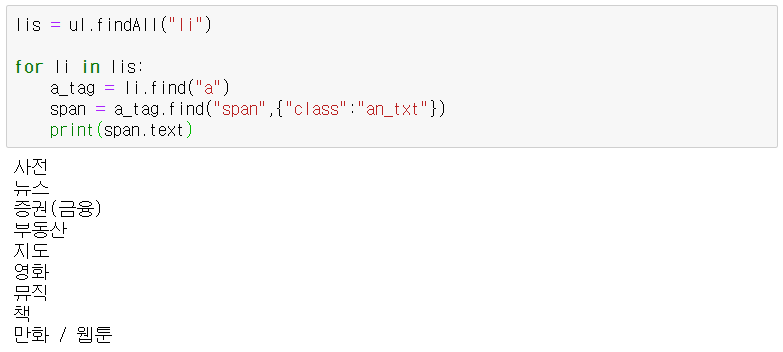 lis = ul.findAll("li")
for li in lis:
    a_tag = li.find("a")
    span = a_tag.find("span",{"class":"an_txt"})
    print(span.text)
사전
뉴스
증권(금융)
부동산
지도
영화
뮤직
책
만화 / 웹툰